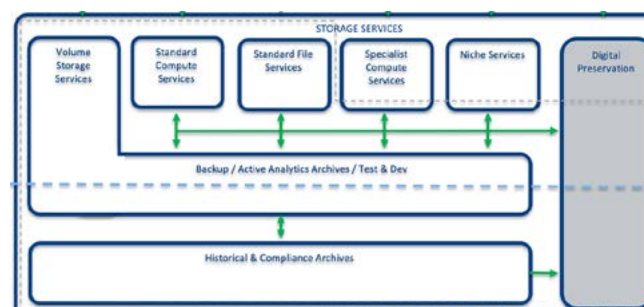 STORAGE SERVICES
Volume
Storage
Services
Standard
Compute
Services
Standard File
Services
Specialist
Compute
Services
Niche Services
Digital
Preservation
Backup / Active Analytics Archives / Test & Dev
Historical & Compliance Archives